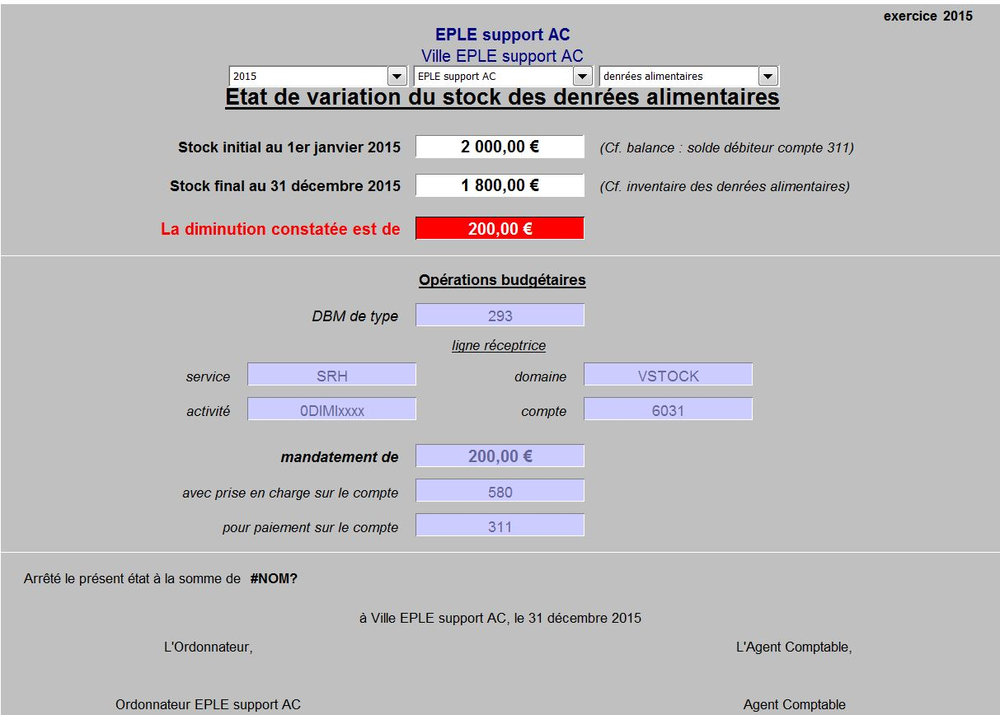 exercice 2015
EPLE support AC
Ville EPLE support AC
2015 EPLE support AC denrées alimentaires
Etat de variation du stock des denrées alimentaires
Stock initial au 1er janvier 2015 2 000,00 € (Cf. balance : solde débiteur compte 311)
Stock final au 31 décembre 2015 1 800,00 € (Cf. inventaire des denrées alimentaires)
La diminution constatée est de 200,00 €
Opérations budgétaires
DBM de type 293
ligne réceptrice
service SRH domaine VSTOCK
activité 0DIMIxxxx compte 6031
mandatement de 200,00 €
avec prise en charge sur le compte 580
pour paiement sur le compte 311
Arrêté le présent état à la somme de #NOM?
à Ville EPLE support AC, le 31 décembre 2015
L'Ordonnateur, L'Agent Comptable,
Ordonnateur EPLE support AC Agent Comptable